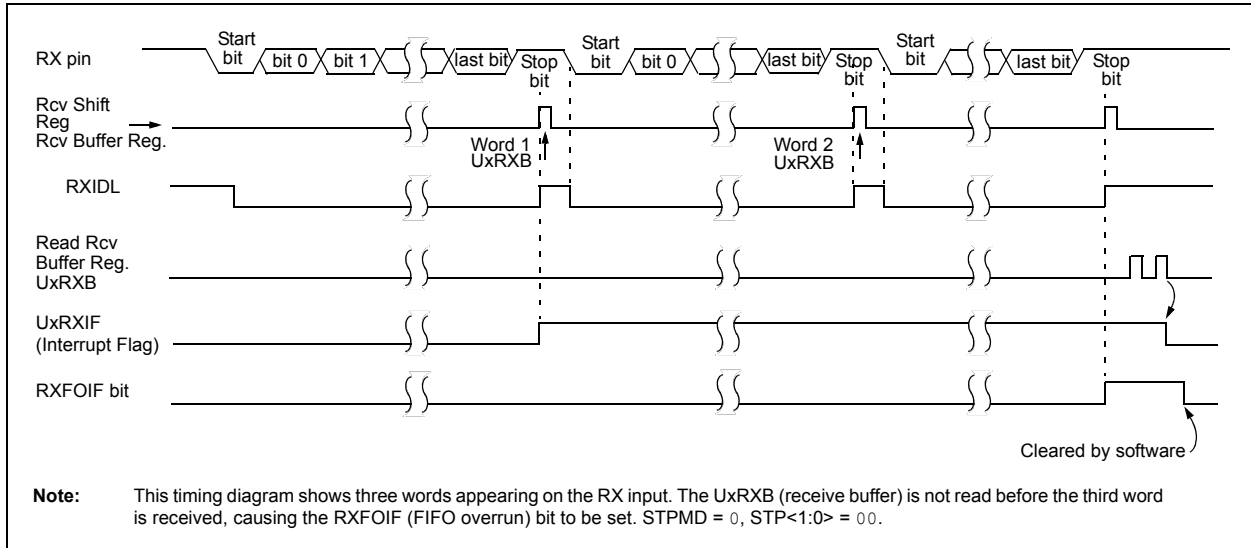 Start bit
bit 0
bit 1
last bit
Stop bit
Start bit
bit 0
last bit
Stop bit
Start bit
last bit
Stop bit
RX pin
Rcv Shift
Reg
Rcv Buffer Reg.
Word 1
UxRXB
Word 2
UxRXB
RXIDL
Read Rcv
Buffer Reg.
UxRXB
UxRXIF
(Interrupt Flag)
RXFOIF bit
Cleared by software
Note: This timing diagram shows three words appearing on the RX input. The UxRXB (receive buffer) is not read before the third word
is received, causing the RXFOIF (FIFO overrun) bit to be set. STPMD = 0, STP<1:0> = 00.